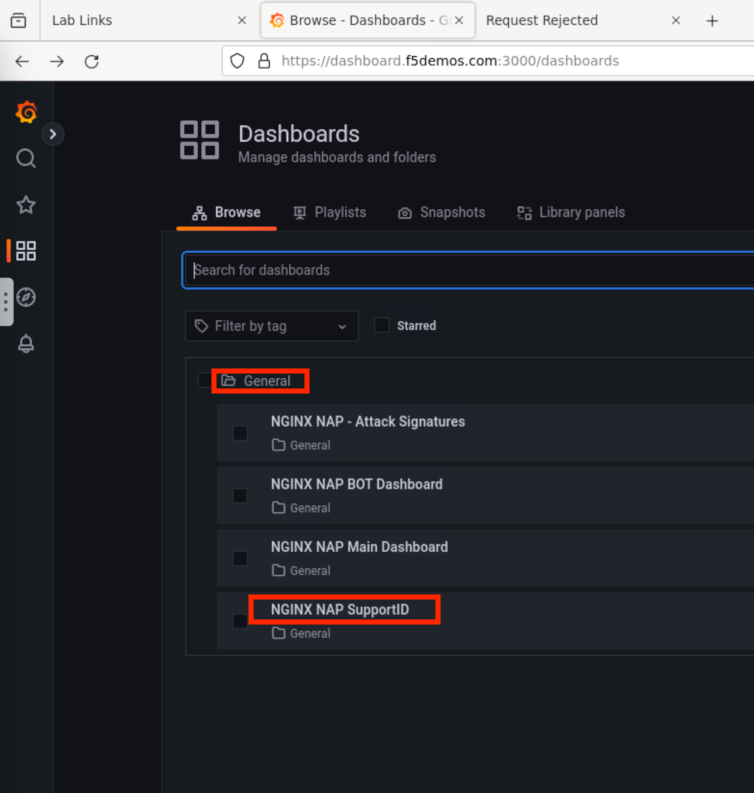 Lab Links
Browse - Dashboards - G
Request Rejected
https://dashboard.f5demos.com:3000/dashboards
Dashboards
Manage dashboards and folders
Browse
Playlists
Snapshots
Library panels
Search for dashboards
Filter by tag
Starred
General
NGINX NAP - Attack Signatures
General
NGINX NAP BOT Dashboard
General
NGINX NAP Main Dashboard
General
NGINX NAP SupportID
General